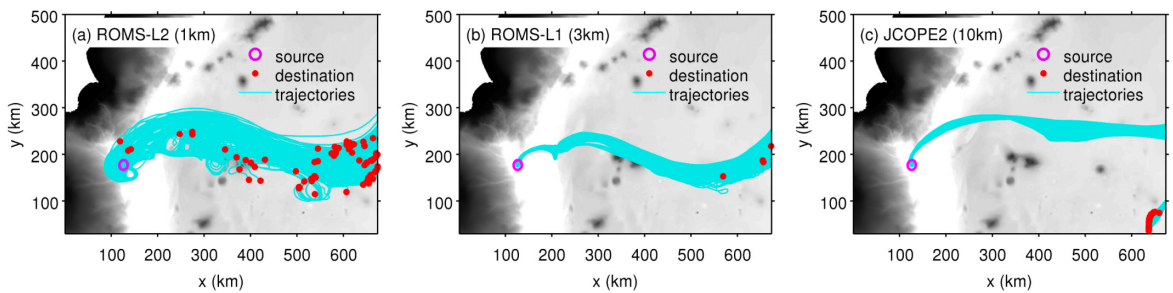 (a) ROMS-L2 (1km)
source
destination
trajectories
500
400
300
200
100
y (km)
100 200 300 400 500 600
x (km)
(b) ROMS-L1 (3km)
source
destination
trajectories
500
400
300
200
100
y (km)
100 200 300 400 500 600
x (km)
(c) JCOPE2 (10km)
source
destination
trajectories
500
400
300
200
100
y (km)
100 200 300 400 500 600
x (km)